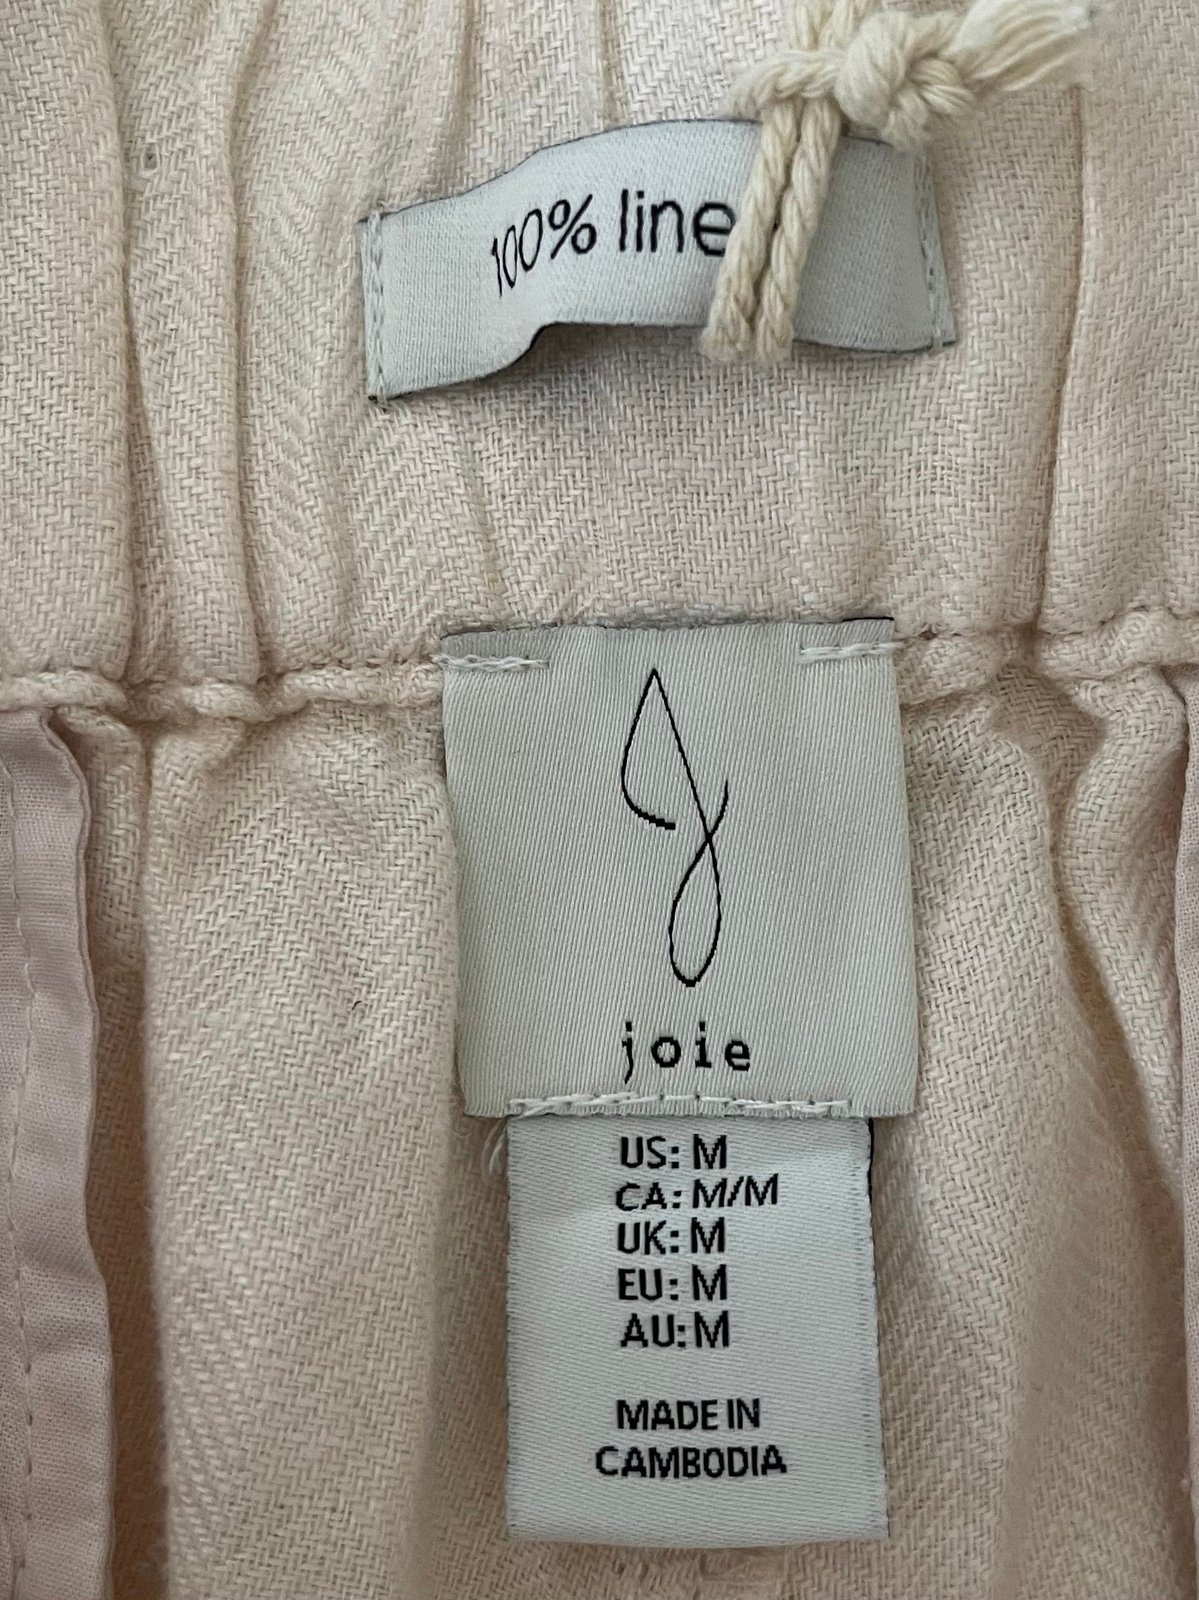 100% line
joie
US: M
CA: M/M
UK: M
EU: M
AU: M
MADE IN
CAMBODIA